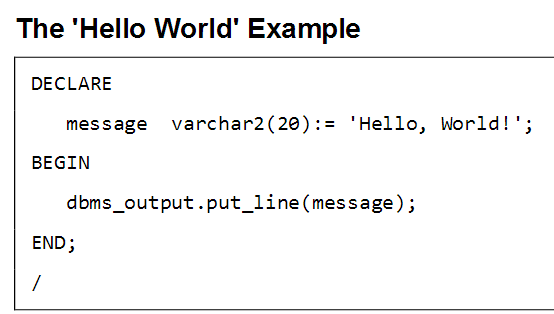 The 'Hello World' Example
DECLARE
message varchar2(20):= 'Hello, World!';
BEGIN
dbms_output.put_line(message);
END;
/